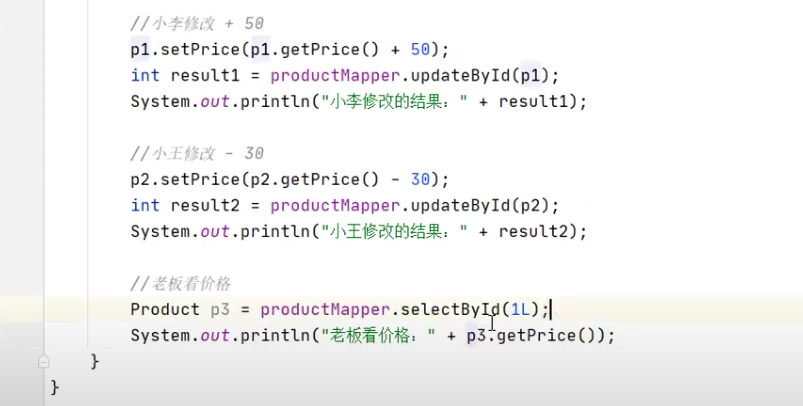 //小李修改 + 50
p1.setPrice(p1.getPrice() + 50);
int result1 = productMapper.updateById(p1);
System.out.println("小李修改的结果：" + result1);
//小王修改 - 30
p2.setPrice(p2.getPrice() - 30);
int result2 = productMapper.updateById(p2);
System.out.println("小王修改的结果：" + result2);
//老板看价格
Product p3 = productMapper.selectById(1L);
System.out.println("老板看价格：" + p3.getPrice());
}
}